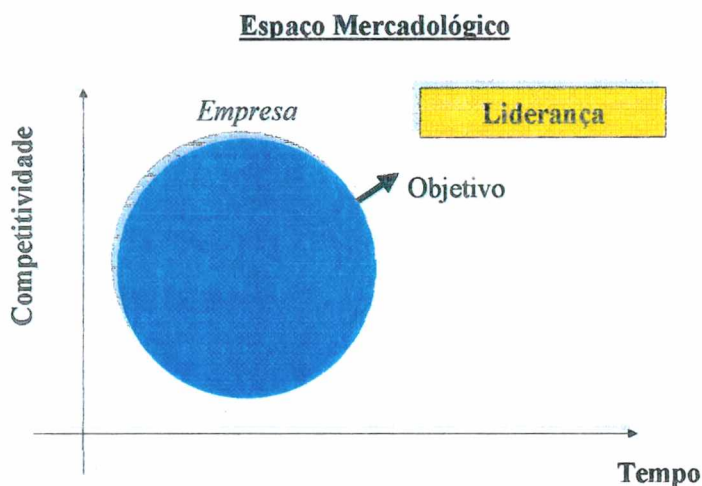 Espaço Mercadológico
Empresa
Liderança
Objetivo
Competitividade
Tempo